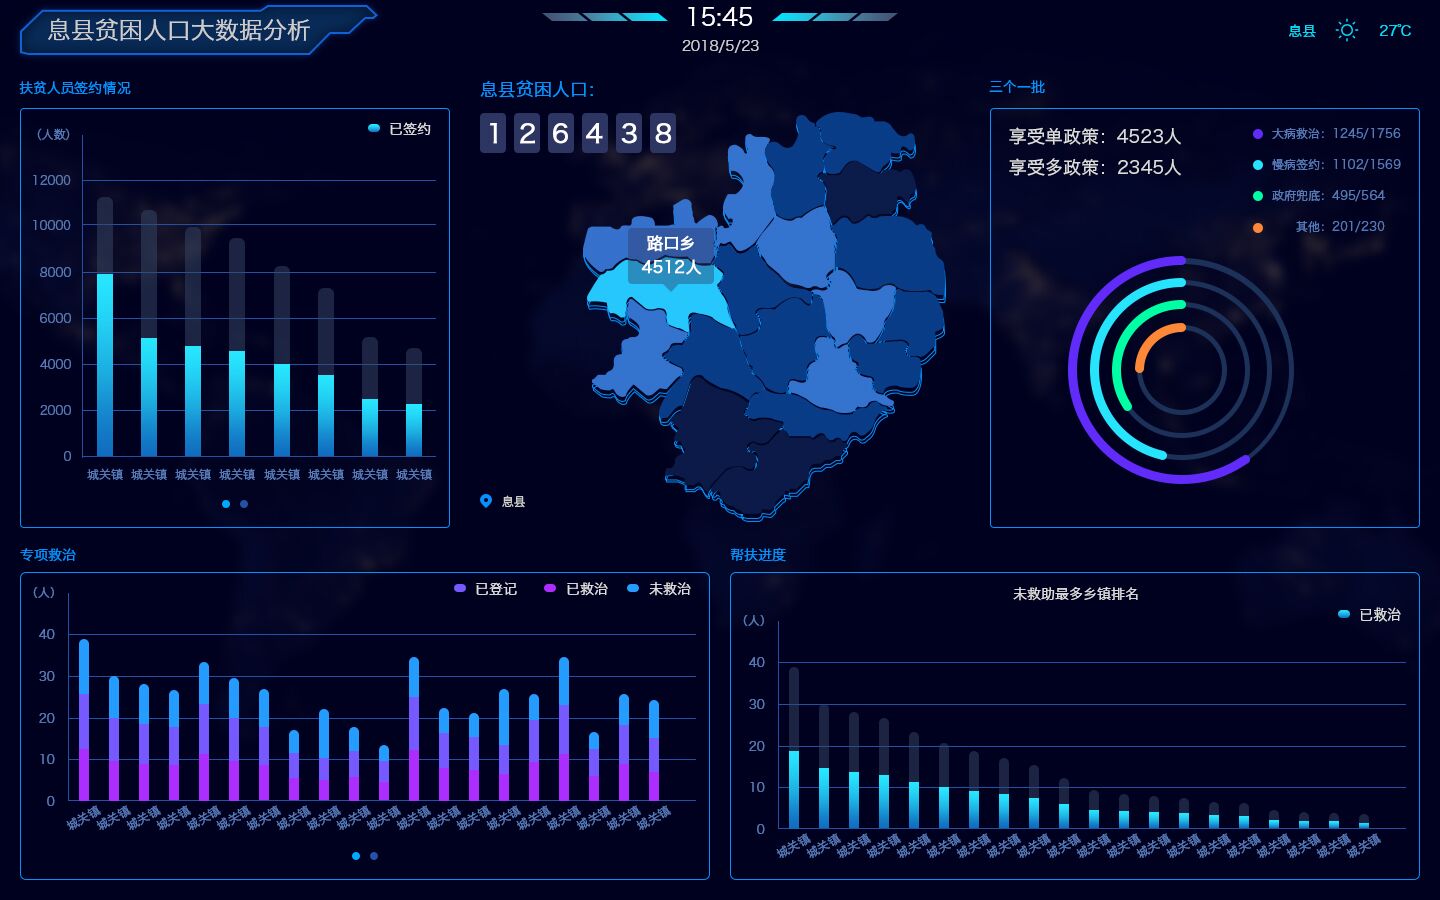 息县贫困人口大数据分析
15:45
2018/5/23
息县
27℃
扶贫人员签约情况
(人数)
已签约
12000
10000
8000
6000
4000
2000
0
城关镇 城关镇 城关镇 城关镇 城关镇 城关镇 城关镇 城关镇
息县贫困人口:
1 2 6 4 3 8
路口乡
4512人
息县
三个一批
享受单政策: 4523人
享受多政策: 2345人
大病救治: 1245/1756
慢病签约: 1102/1569
政府兜底: 495/564
其他: 201/230
专项救治
(人)
已登记 已救治 未救治
40
30
20
10
0
城关镇 城关镇 城关镇 城关镇 城关镇 城关镇 城关镇 城关镇 城关镇 城关镇 城关镇 城关镇 城关镇 城关镇 城关镇 城关镇 城关镇 城关镇 城关镇 城关镇
帮扶进度
未救助最多乡镇排名
已救治
(人)
40
30
20
10
0
城关镇 城关镇 城关镇 城关镇 城关镇 城关镇 城关镇 城关镇 城关镇 城关镇 城关镇 城关镇 城关镇 城关镇 城关镇 城关镇 城关镇 城关镇 城关镇 城关镇